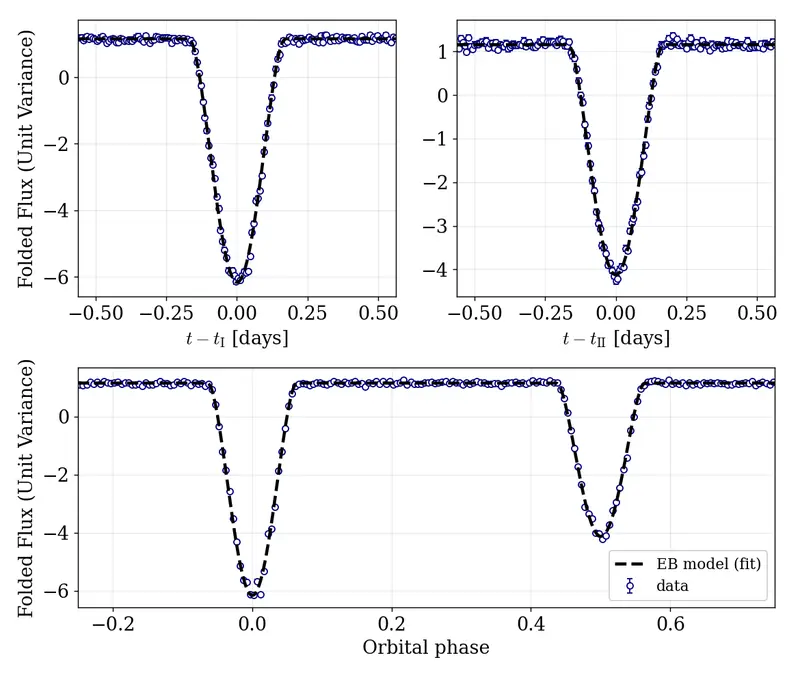 Folded Flux (Unit Variance)
0
−2
−4
−6
−0.50 −0.25 0.00 0.25 0.50
t − t_I [days]
1
0
−1
−2
−3
−4
−0.50 −0.25 0.00 0.25 0.50
t − t_II [days]
Folded Flux (Unit Variance)
0
−2
−4
−6
−0.2 0.0 0.2 0.4 0.6
Orbital phase
EB model (fit)
data